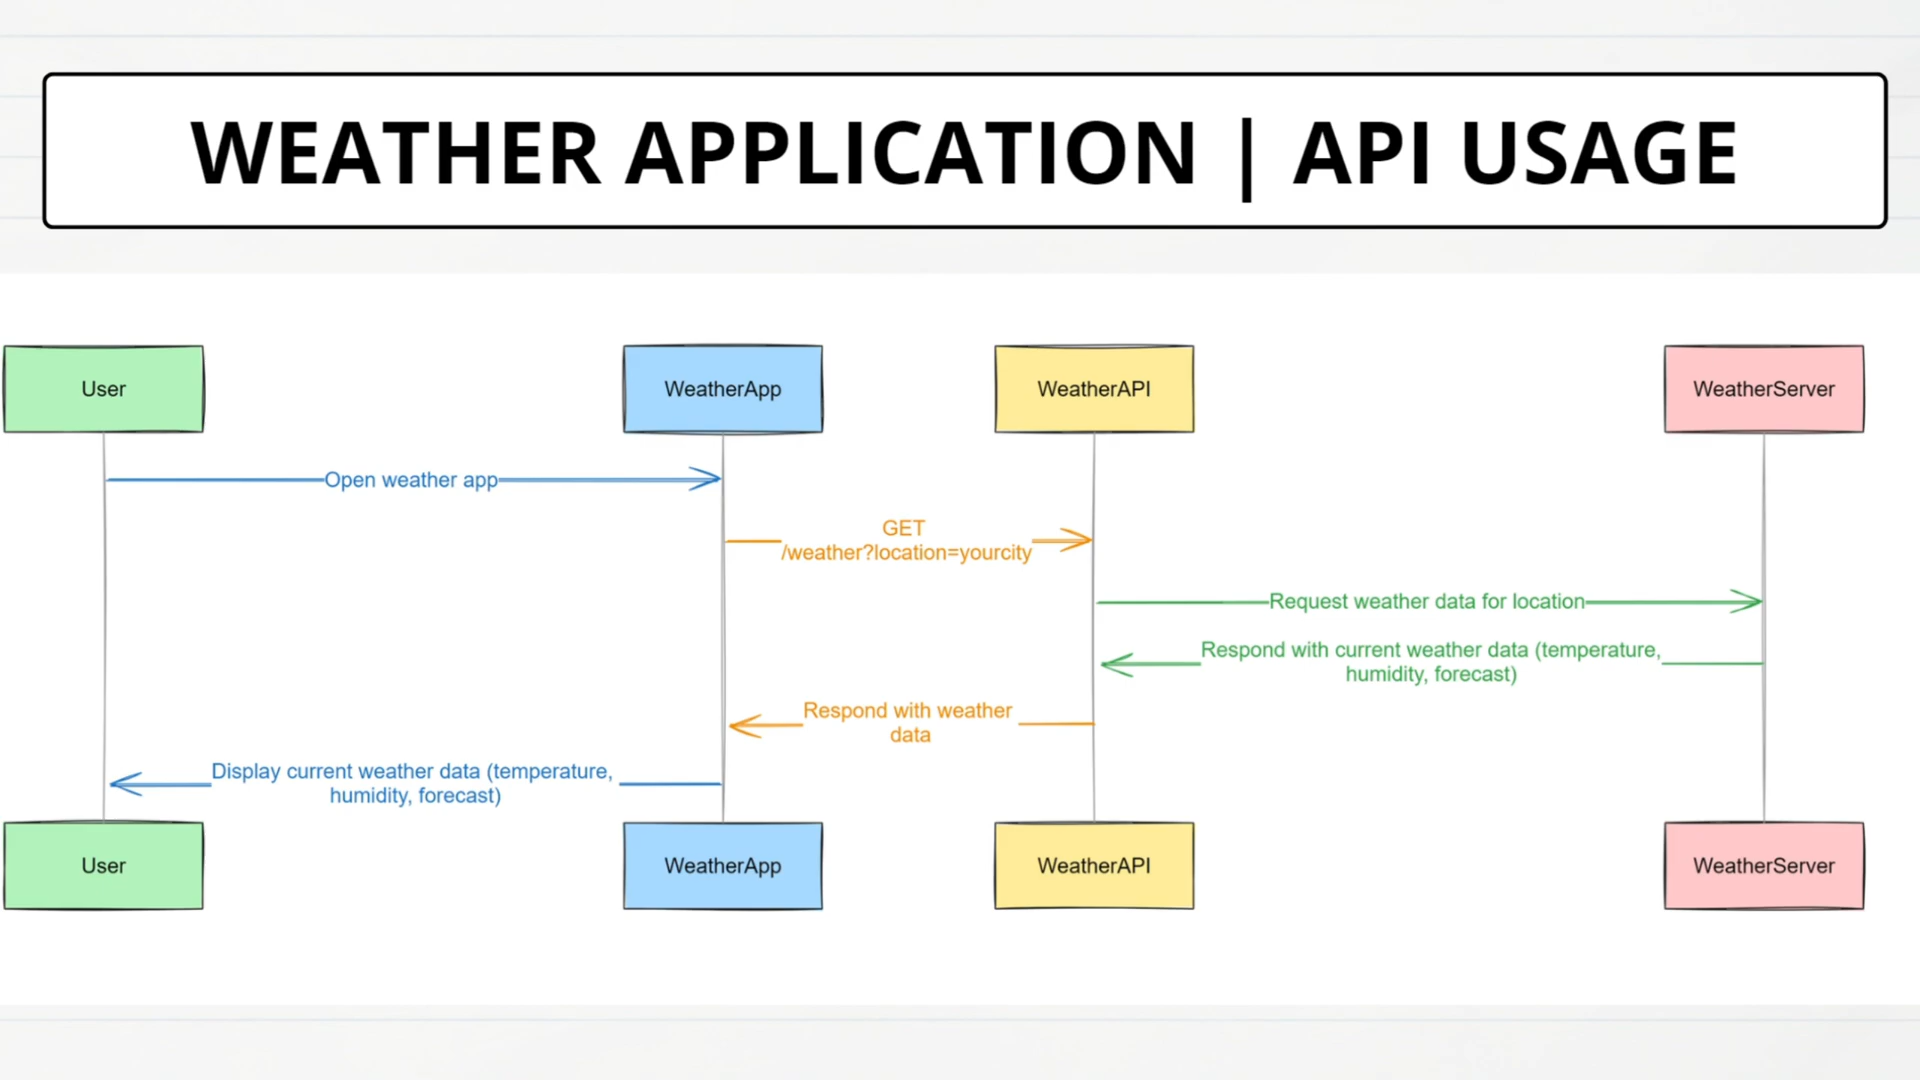 WEATHER APPLICATION | API USAGE
User
WeatherApp
WeatherAPI
WeatherServer
Open weather app
GET
/weather?location=yourcity
Request weather data for location
Respond with current weather data (temperature,
humidity, forecast)
Respond with weather
data
Display current weather data (temperature,
humidity, forecast)
User
WeatherApp
WeatherAPI
WeatherServer